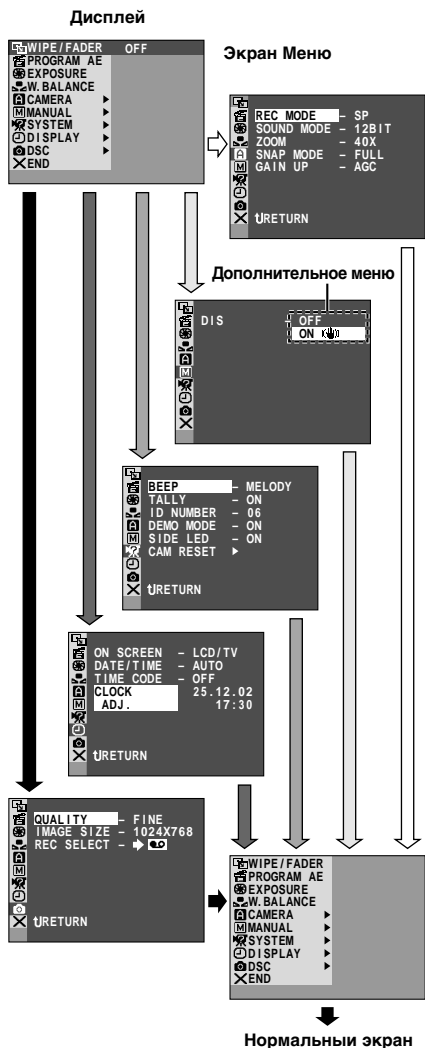 Дисплей
WIPE/FADER OFF
PROGRAM AE
EXPOSURE
W.BALANCE
CAMERA
MANUAL
SYSTEM
DISPLAY
DSC
END
Экран Меню
REC MODE – SP
SOUND MODE – 12BIT
ZOOM – 40X
SNAP MODE – FULL
GAIN UP – AGC
RETURN
Дополнительное меню
DIS – OFF
ON
BEEP – MELODY
TALLY – ON
ID NUMBER – 06
DEMO MODE – ON
SIDE LED – ON
CAM RESET
RETURN
ON SCREEN – LCD/TV
DATE/TIME – AUTO
TIME CODE – OFF
CLOCK 25.12.02
ADJ. 17:30
RETURN
QUALITY – FINE
IMAGE SIZE – 1024X768
REC SELECT –
RETURN
WIPE/FADER
PROGRAM AE
EXPOSURE
W.BALANCE
CAMERA
MANUAL
SYSTEM
DISPLAY
DSC
END
Нормальный экран